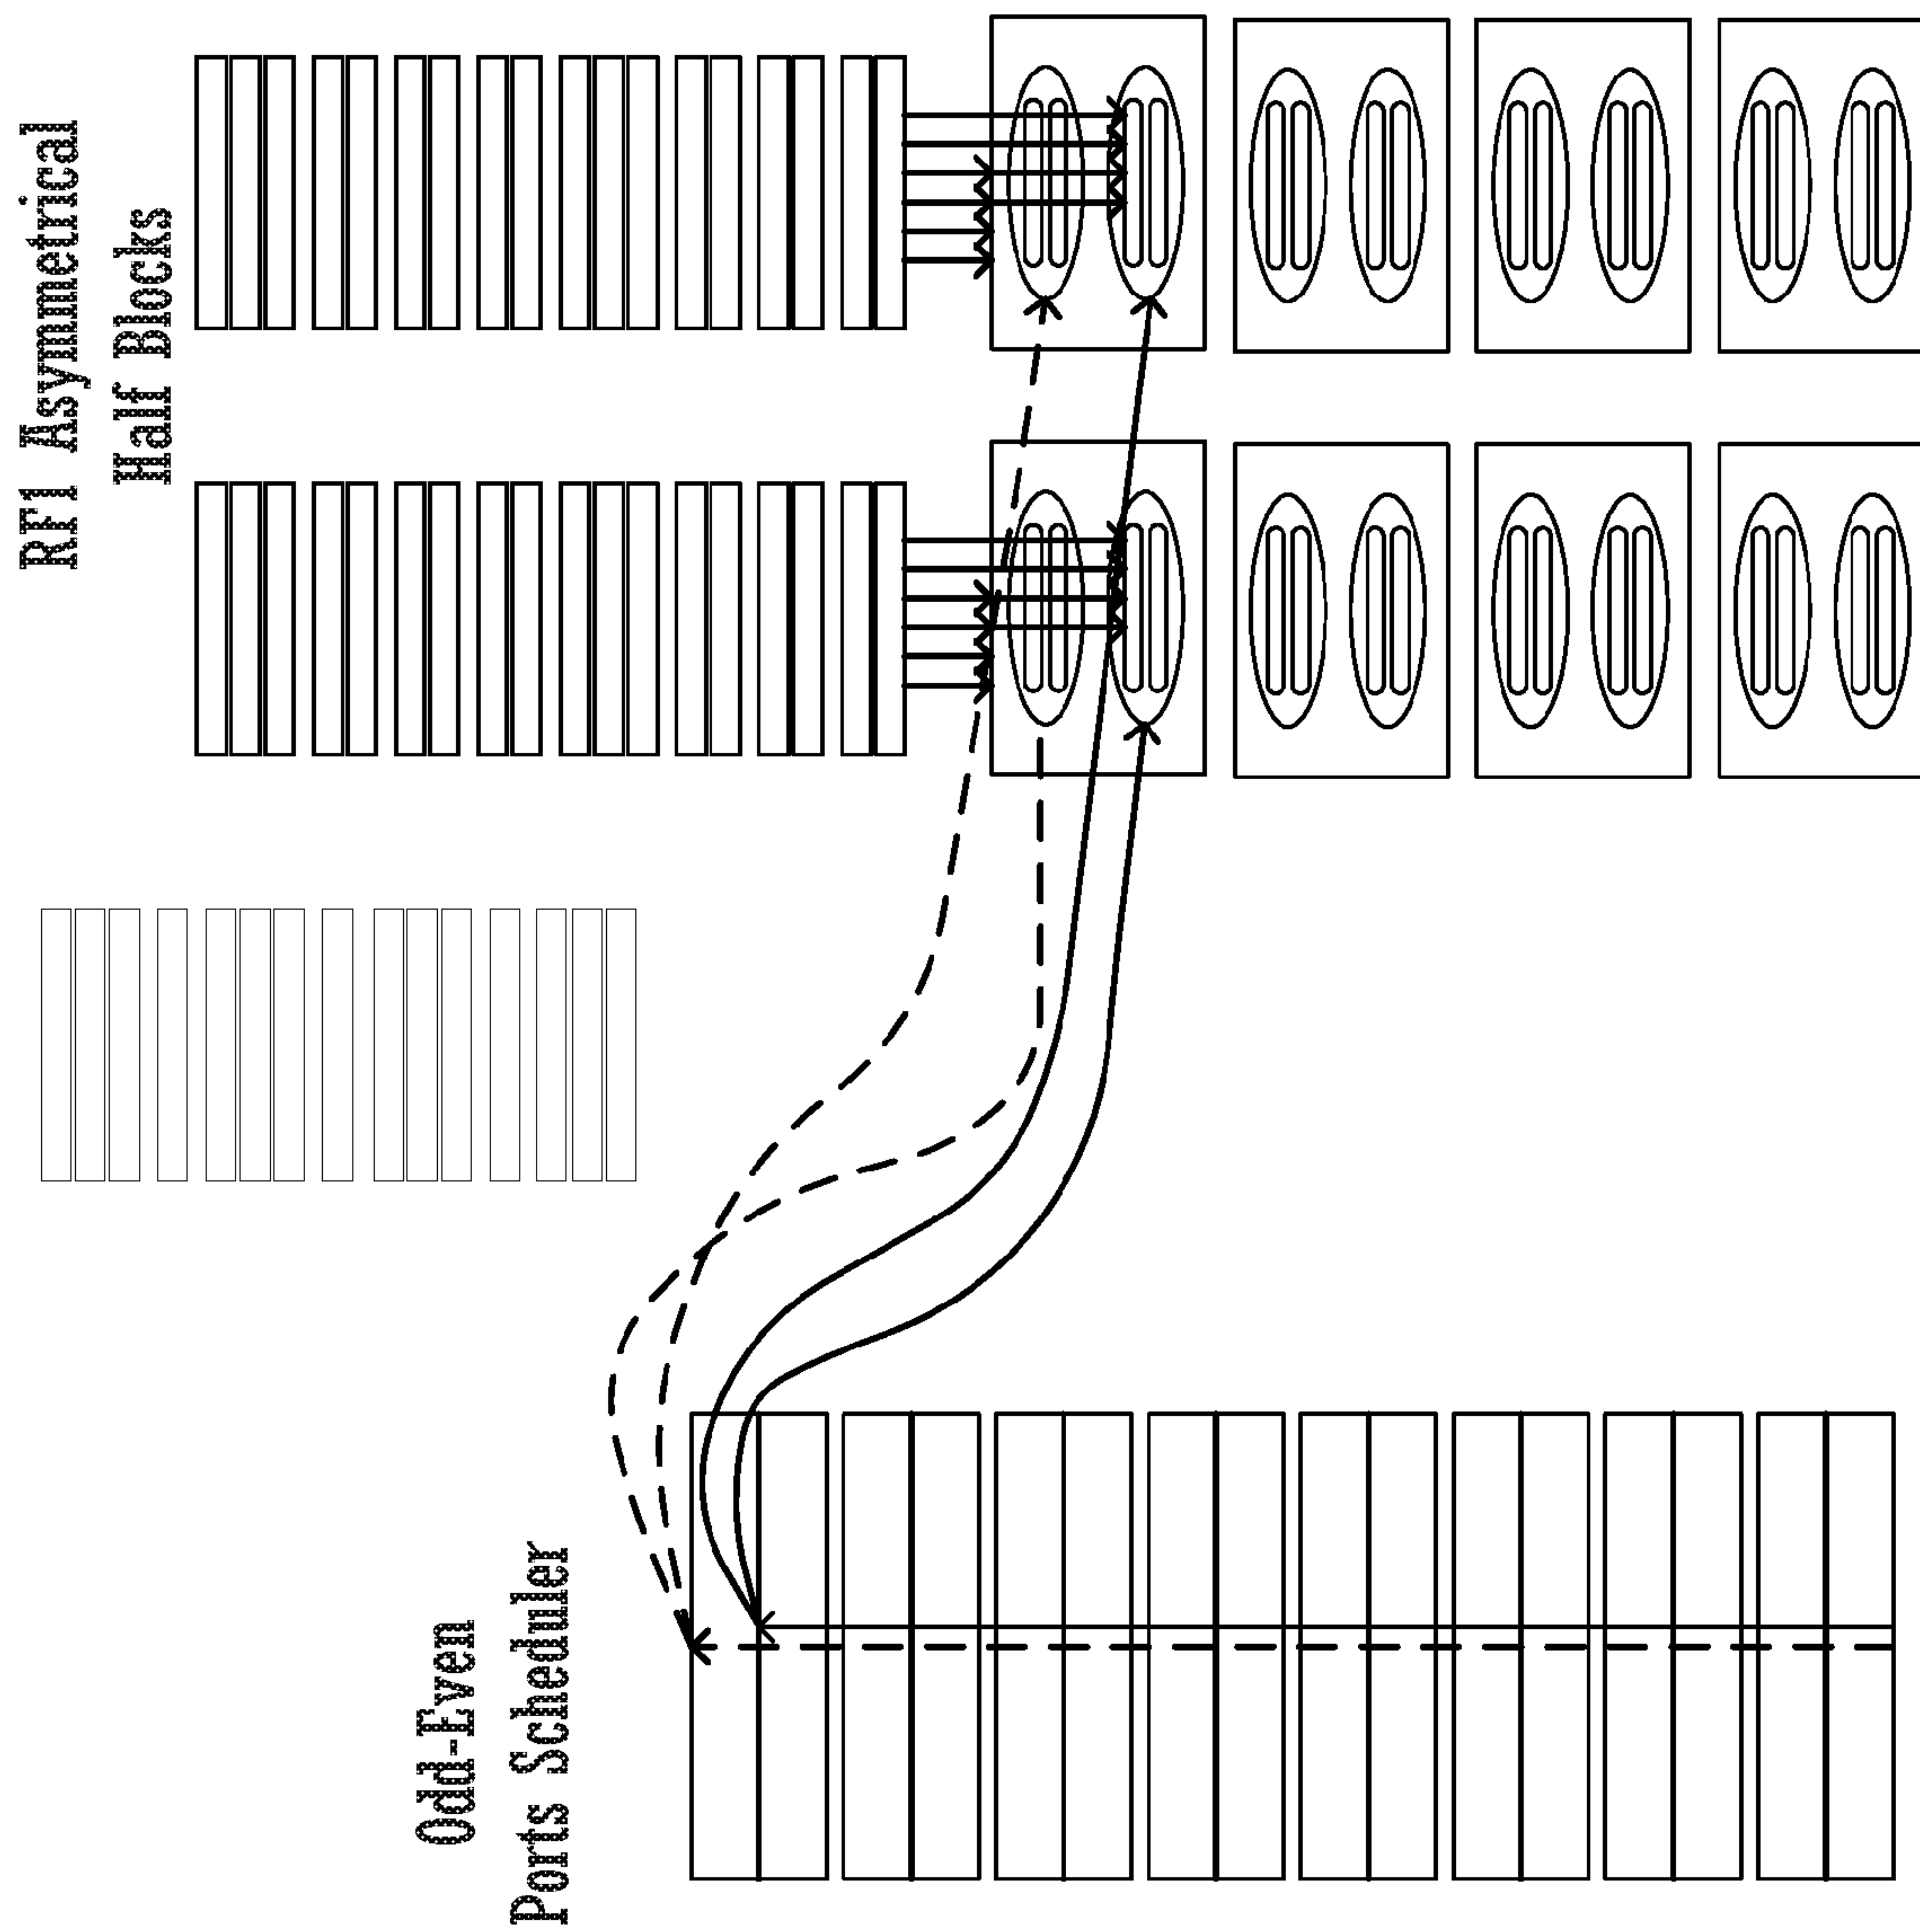 RF1 Asymmetrical
Half Blocks
Odd-Even
Ports Scheduler